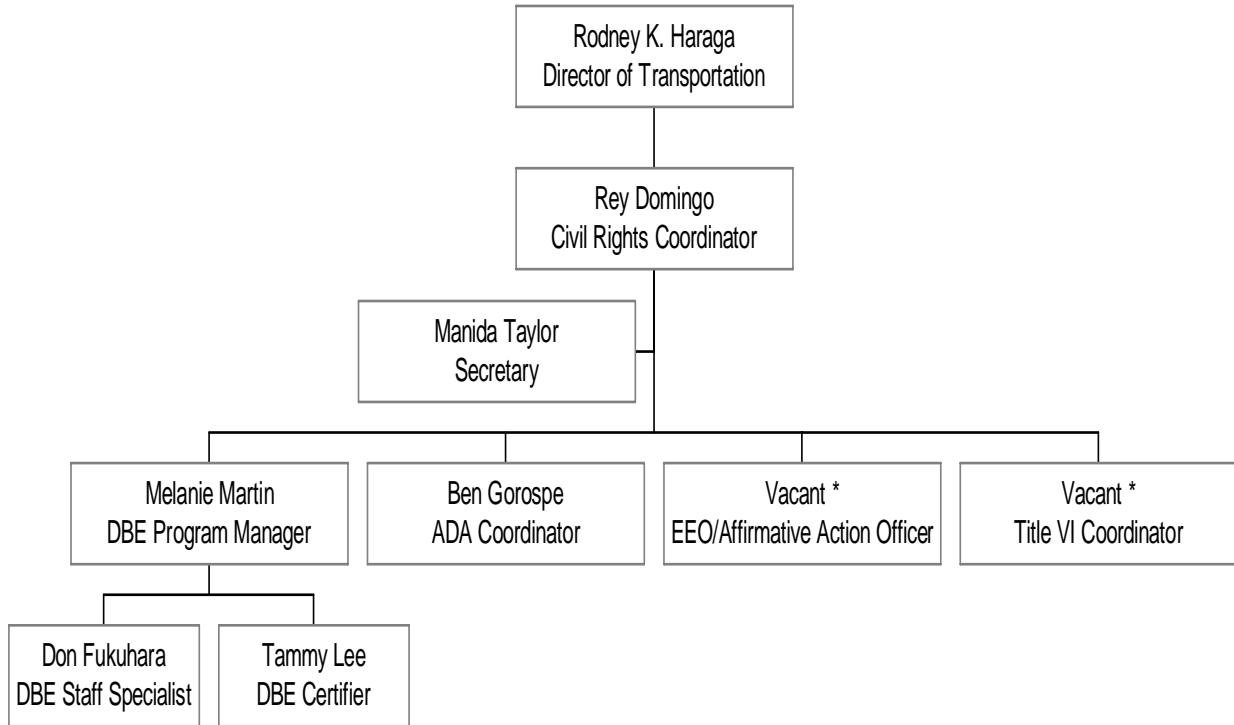 Rodney K. Haraga
Director of Transportation
Rey Domingo
Civil Rights Coordinator
Manida Taylor
Secretary
Melanie Martin
DBE Program Manager
Ben Gorospe
ADA Coordinator
Vacant *
EEO/Affirmative Action Officer
Vacant *
Title VI Coordinator
Don Fukuhara
DBE Staff Specialist
Tammy Lee
DBE Certifier